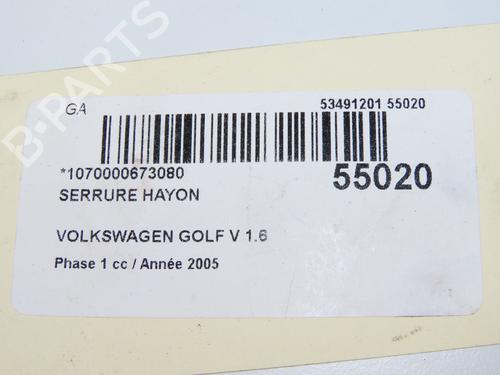 GA
53491201 55020
*1070000673080
55020
SERRURE HAYON
VOLKSWAGEN GOLF V 1.6
Phase 1 cc / Année 2005
B-PARTS